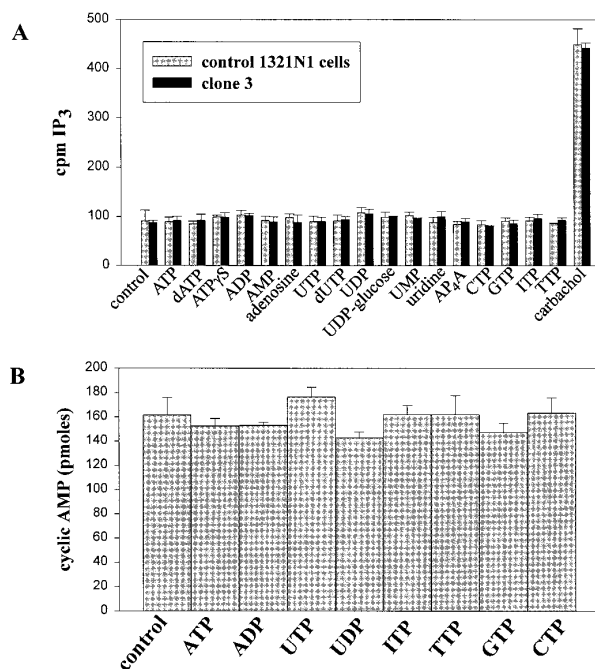 A
500
400
300
200
100
0
cpm IP3
control 1321N1 cells
clone 3
control
ATP
dATP
ATPγS
ADP
AMP
adenosine
UTP
dUTP
UDP
UDP-glucose
UMP
uridine
AP4A
CTP
GTP
ITP
TTP
carbachol
B
200
180
160
140
120
100
80
60
40
20
0
cyclic AMP (pmoles)
control
ATP
ADP
UTP
UDP
ITP
TTP
GTP
CTP